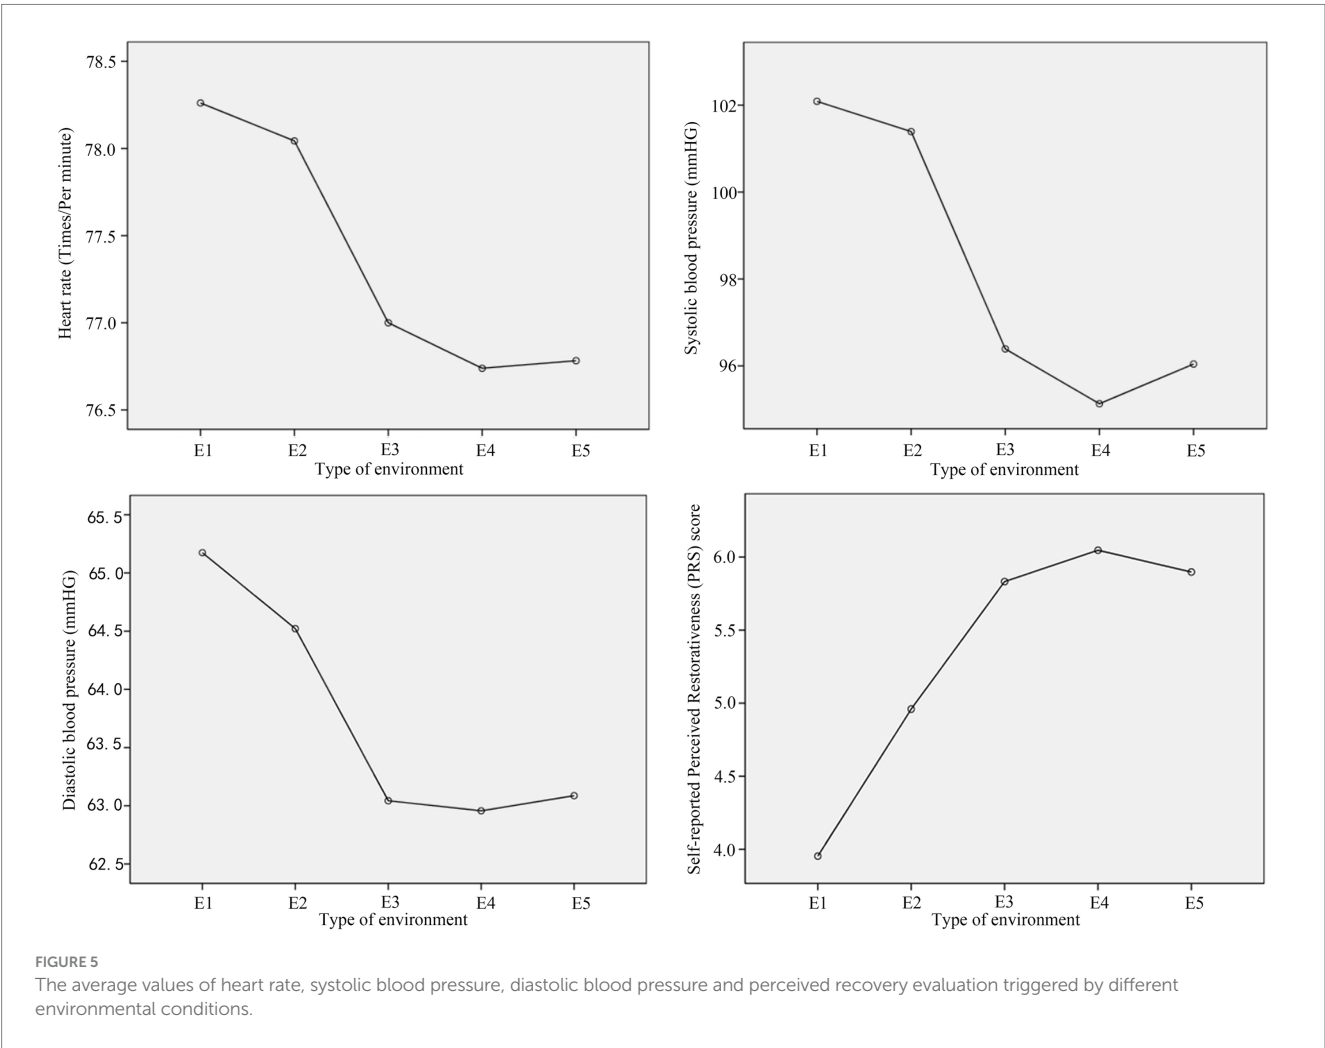 78.5
78.0
77.5
77.0
76.5
Heart rate (Times/Per minute)
E1 E2 E3 E4 E5
Type of environment
102
100
98
96
Systolic blood pressure (mmHG)
E1 E2 E3 E4 E5
Type of environment
65.5
65.0
64.5
64.0
63.5
63.0
62.5
Diastolic blood pressure (mmHG)
E1 E2 E3 E4 E5
Type of environment
6.0
5.5
5.0
4.5
4.0
Self-reported Perceived Restorativeness (PRS) score
E1 E2 E3 E4 E5
Type of environment
FIGURE 5
The average values of heart rate, systolic blood pressure, diastolic blood pressure and perceived recovery evaluation triggered by different
environmental conditions.